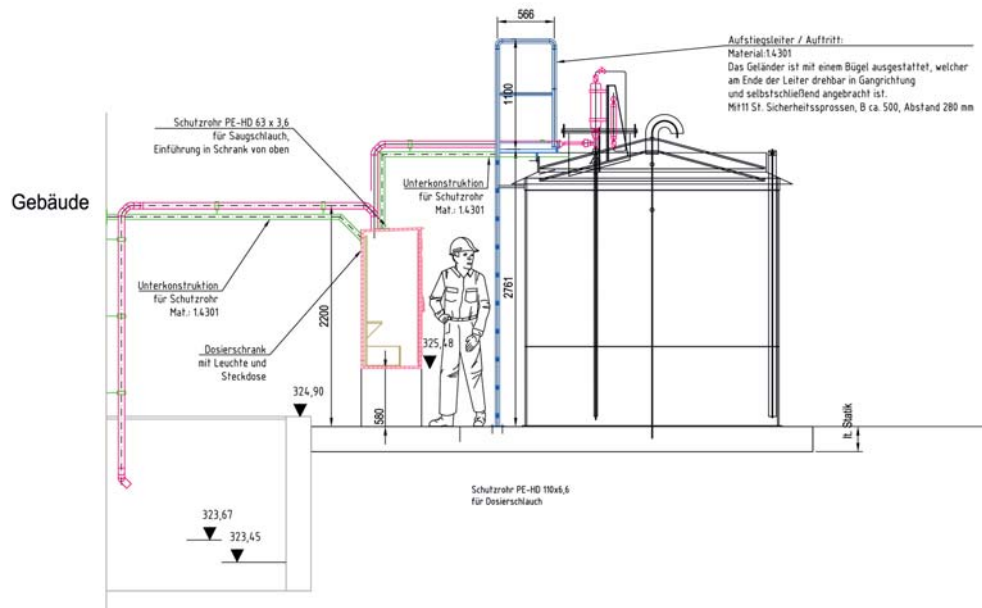 566
Aufstiegsleiter / Auftritt:
Material:1.4301
Das Geländer ist mit einem Bügel ausgestattet, welcher
am Ende der Leiter drehbar in Gangrichtung
und selbstschließend angebracht ist.
Mit11 St. Sicherheitssprossen, B ca. 500, Abstand 280 mm
1100
Schutzrohr PE-HD 63 x 3,6
für Saugschlauch,
Einführung in Schrank von oben
Unterkonstruktion
für Schutzrohr
Mat.: 1.4301
Gebäude
Unterkonstruktion
für Schutzrohr
Mat.: 1.4301
2200
2761
Dosierschrank
mit Leuchte und
Steckdose
325,48
324,90
580
lt. Statik
Schutzrohr PE-HD 110x6,6
für Dosierschlauch
323,67
323,45